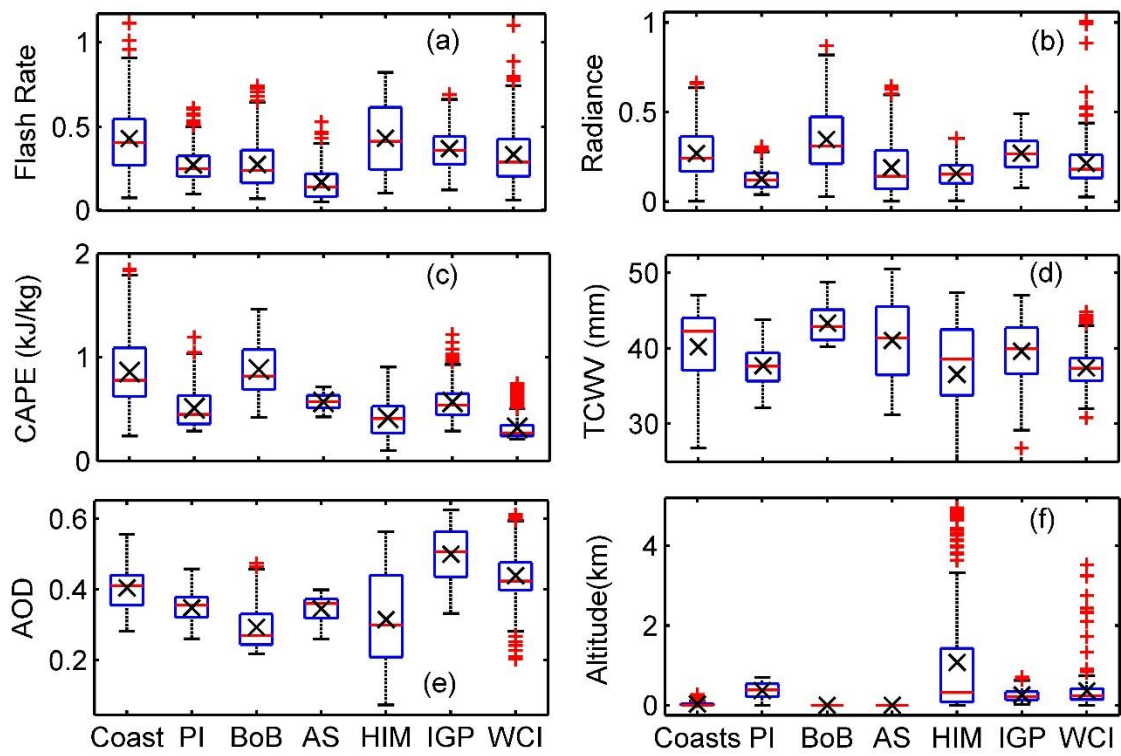 (a)
Flash Rate
1
0.5
0
(b)
Radiance
1
0.5
0
(c)
CAPE (kJ/kg)
2
1
0
(d)
TCWV (mm)
50
40
30
(e)
AOD
0.6
0.4
0.2
Coast PI BoB AS HIM IGP WCI
(f)
Altitude(km)
4
2
0
Coasts PI BoB AS HIM IGP WCI